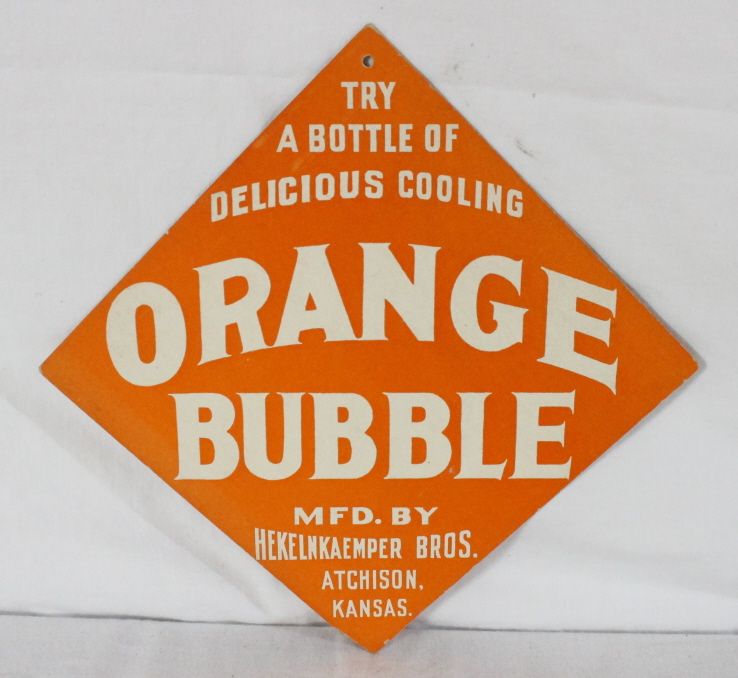 TRY
A BOTTLE OF
DELICIOUS COOLING
ORANGE
BUBBLE
MFD. BY
HEKELNKAEMPER BROS.
ATCHISON,
KANSAS.